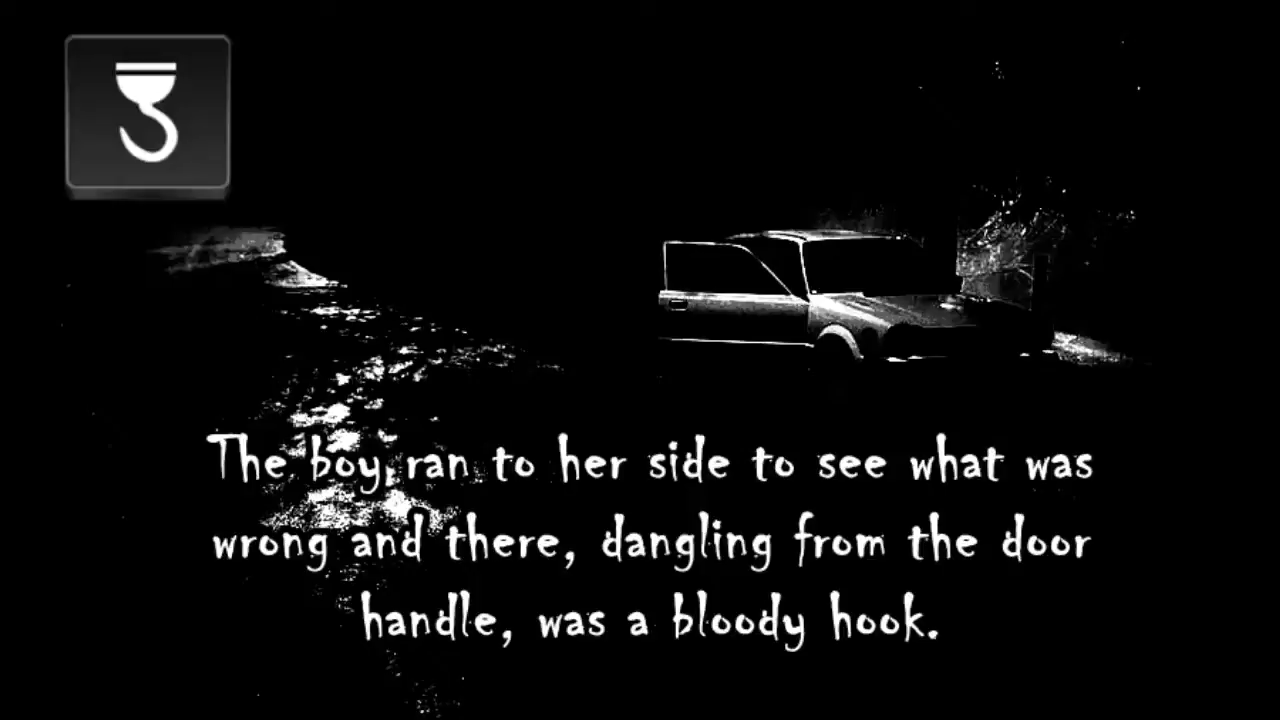 The boy ran to her side to see what was
wrong and there, dangling from the door
handle, was a bloody hook.